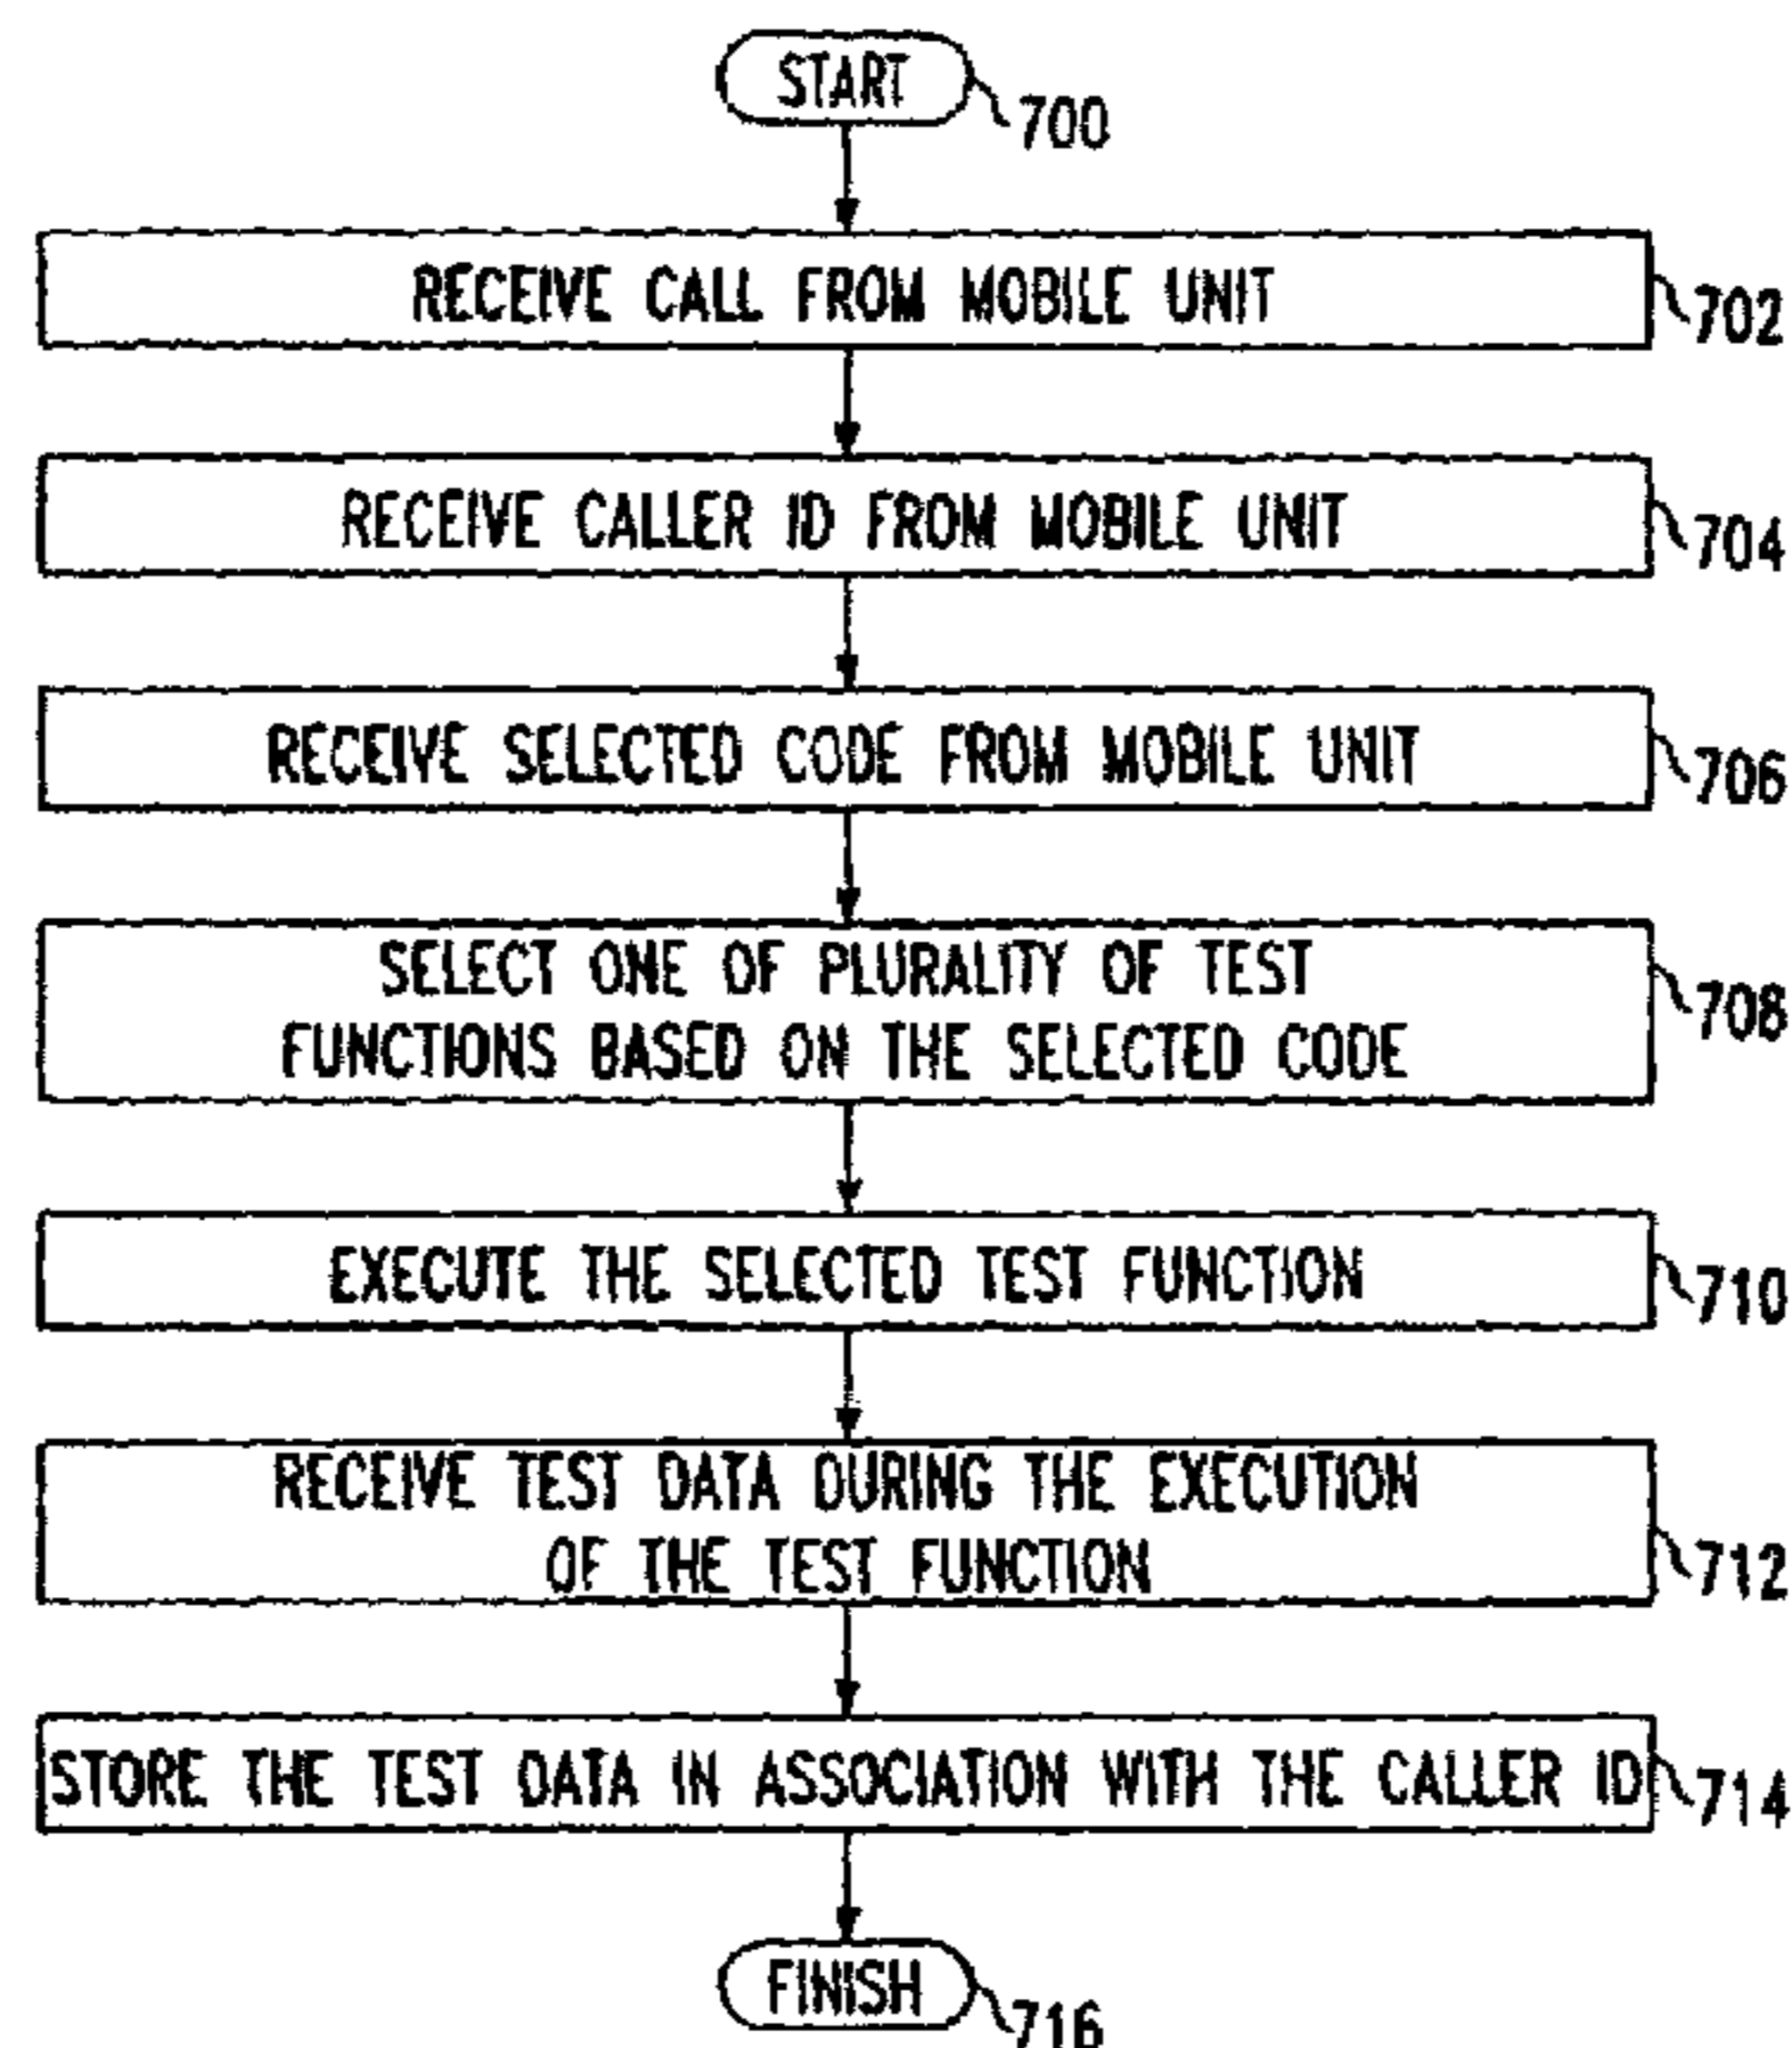 START
700
RECEIVE CALL FROM MOBILE UNIT
702
RECEIVE CALLER ID FROM MOBILE UNIT
704
RECEIVE SELECTED CODE FROM MOBILE UNIT
706
SELECT ONE OF PLURALITY OF TEST
FUNCTIONS BASED ON THE SELECTED CODE
708
EXECUTE THE SELECTED TEST FUNCTION
710
RECEIVE TEST DATA DURING THE EXECUTION
OF THE TEST FUNCTION
712
STORE THE TEST DATA IN ASSOCIATION WITH THE CALLER ID
714
FINISH
716